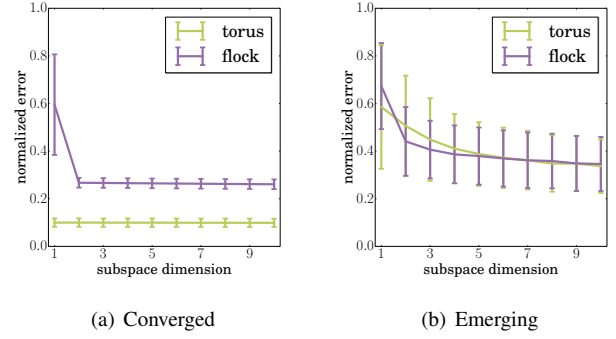 normalized error
1.0
0.8
0.6
0.4
0.2
0.0
torus
flock
1 3 5 7 9
subspace dimension
(a) Converged
normalized error
1.0
0.8
0.6
0.4
0.2
0.0
torus
flock
1 3 5 7 9
subspace dimension
(b) Emerging